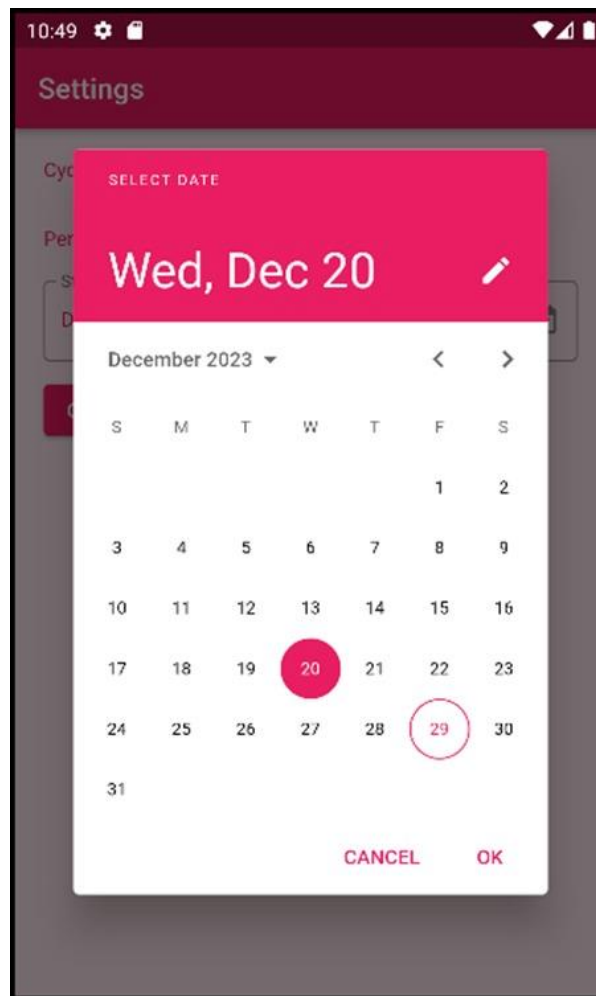 10:49
Settings
Cyc
SELECT DATE
Per
Wed, Dec 20
S
D
December 2023
S M T W T F S
1 2
3 4 5 6 7 8 9
10 11 12 13 14 15 16
17 18 19 20 21 22 23
24 25 26 27 28 29 30
31
CANCEL OK